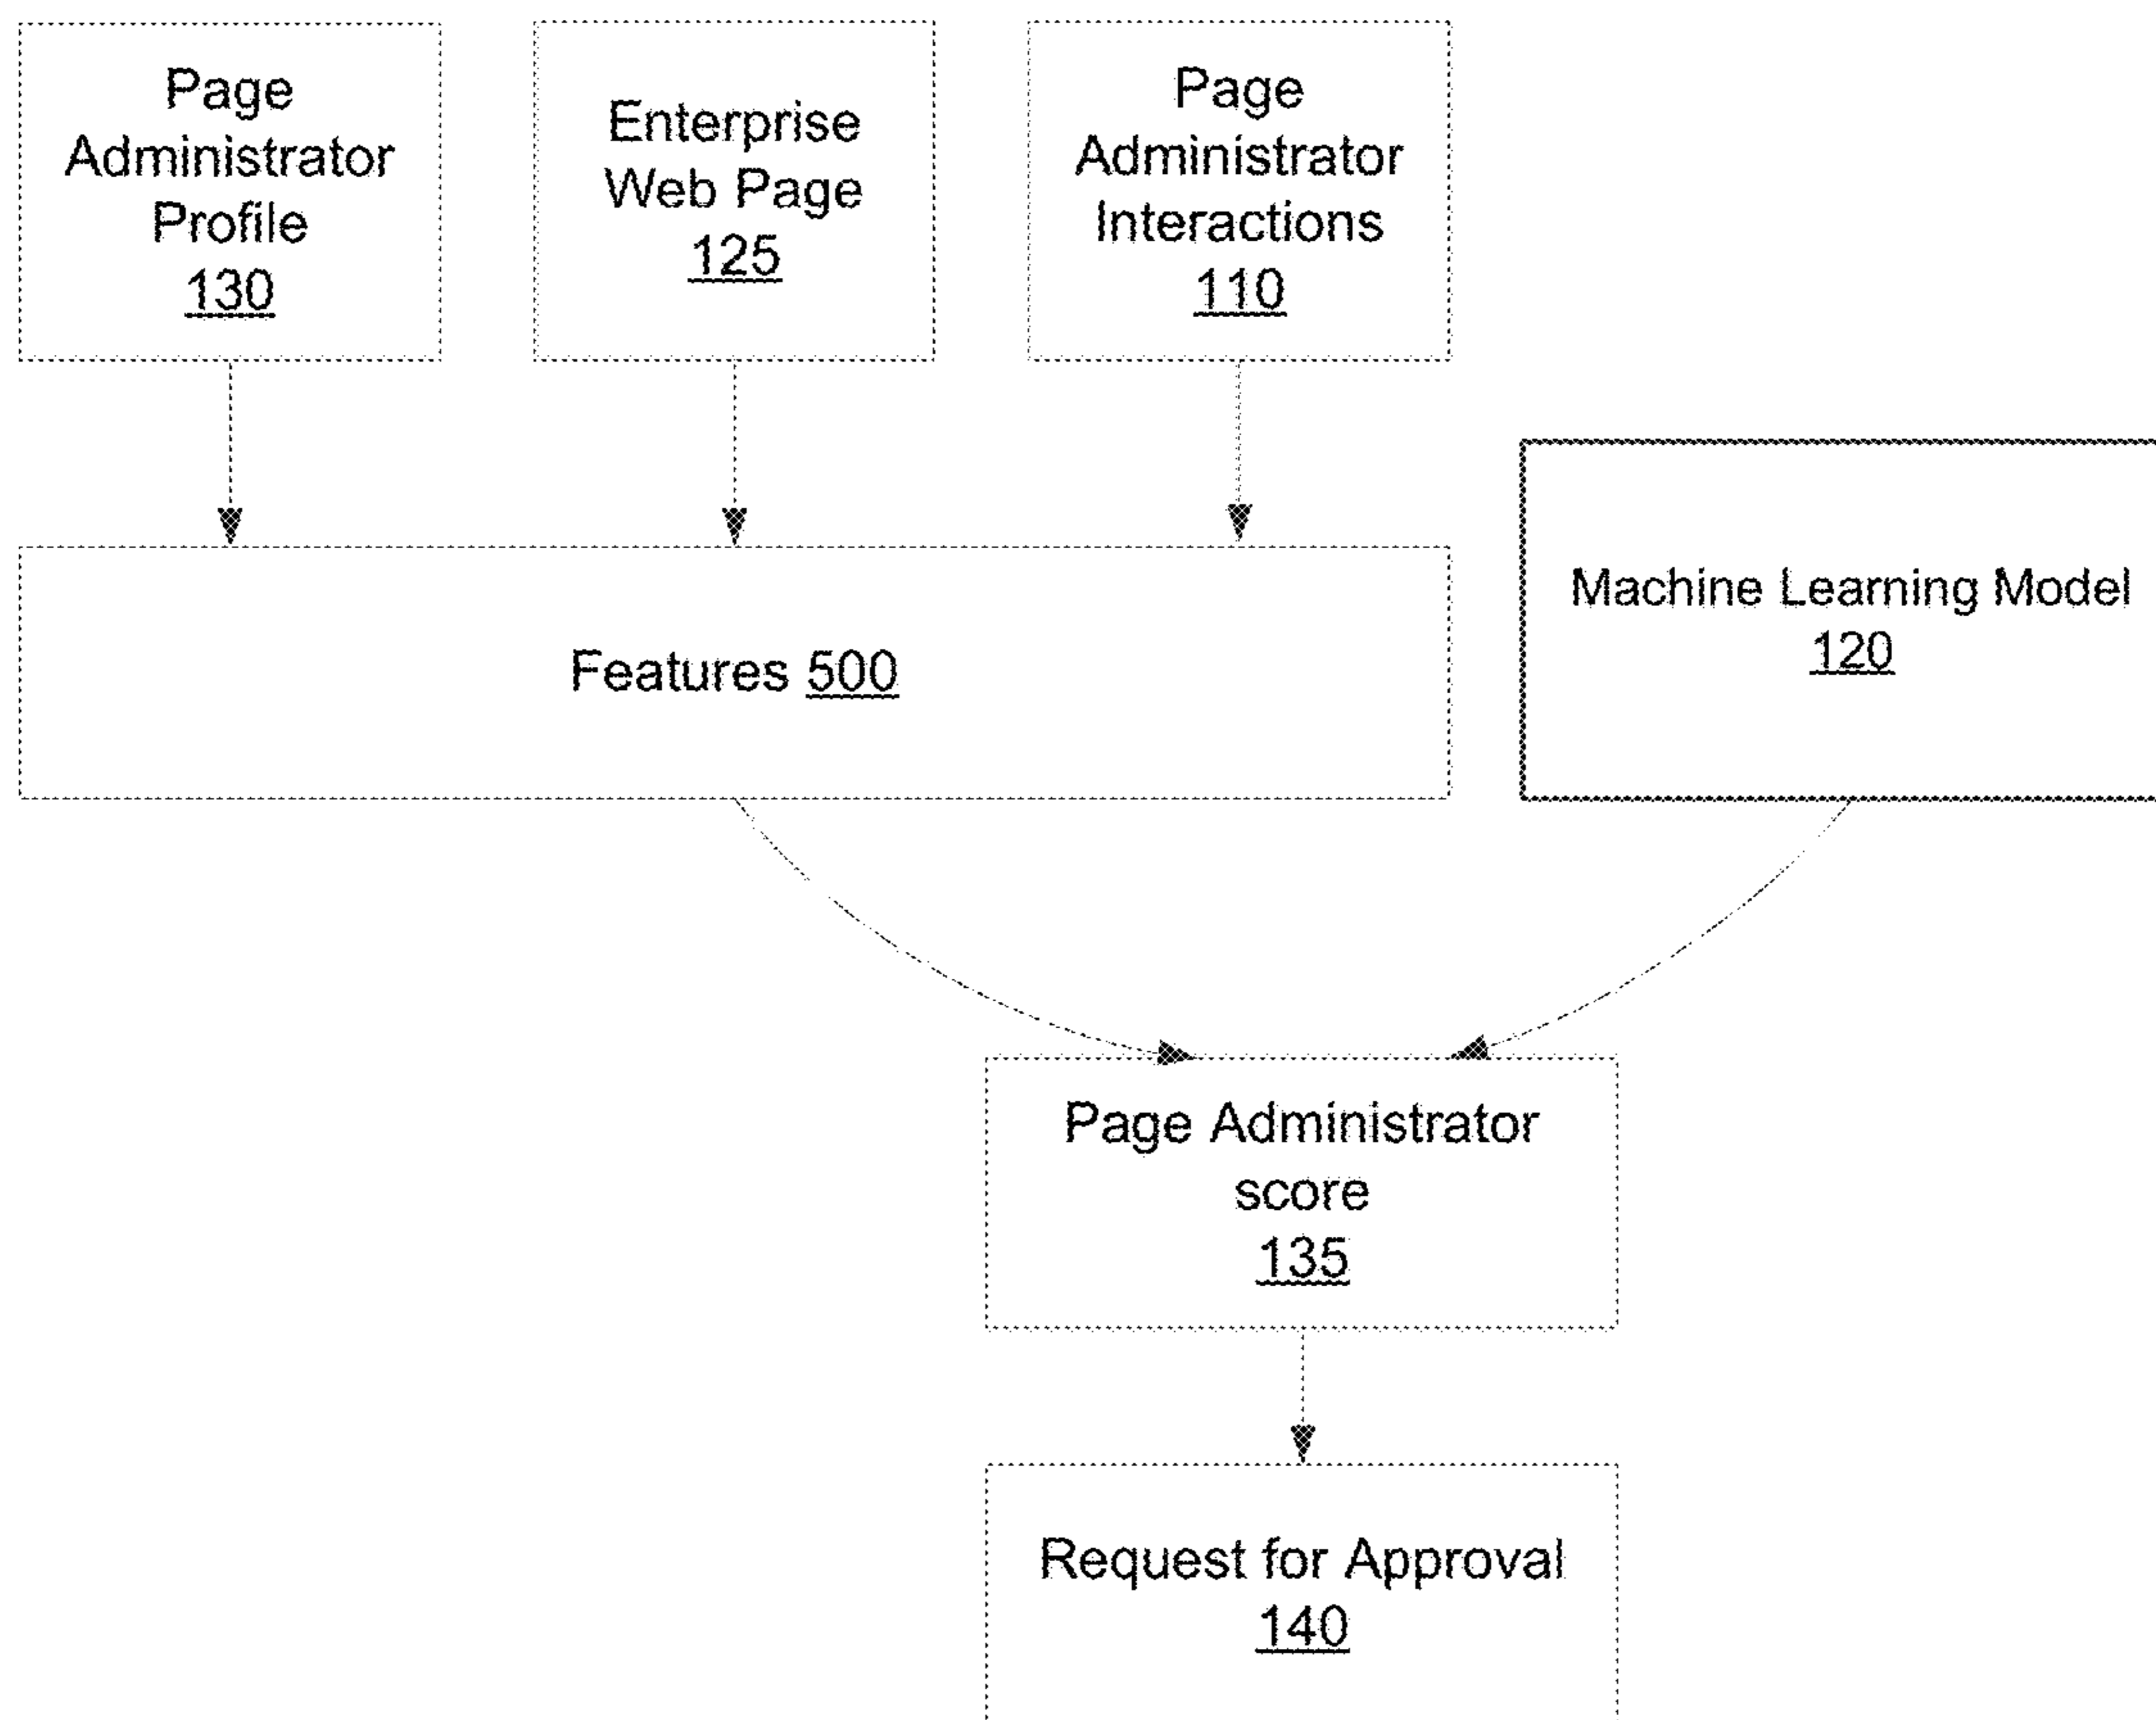 Page
Administrator
Profile
130
Enterprise
Web Page
125
Page
Administrator
Interactions
110
Features 500
Machine Learning Model
120
Page Administrator
score
135
Request for Approval
140